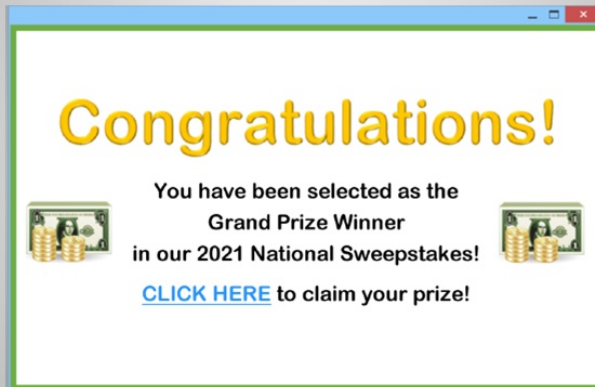 Congratulations!
You have been selected as the
Grand Prize Winner
in our 2021 National Sweepstakes!
CLICK HERE to claim your prize!